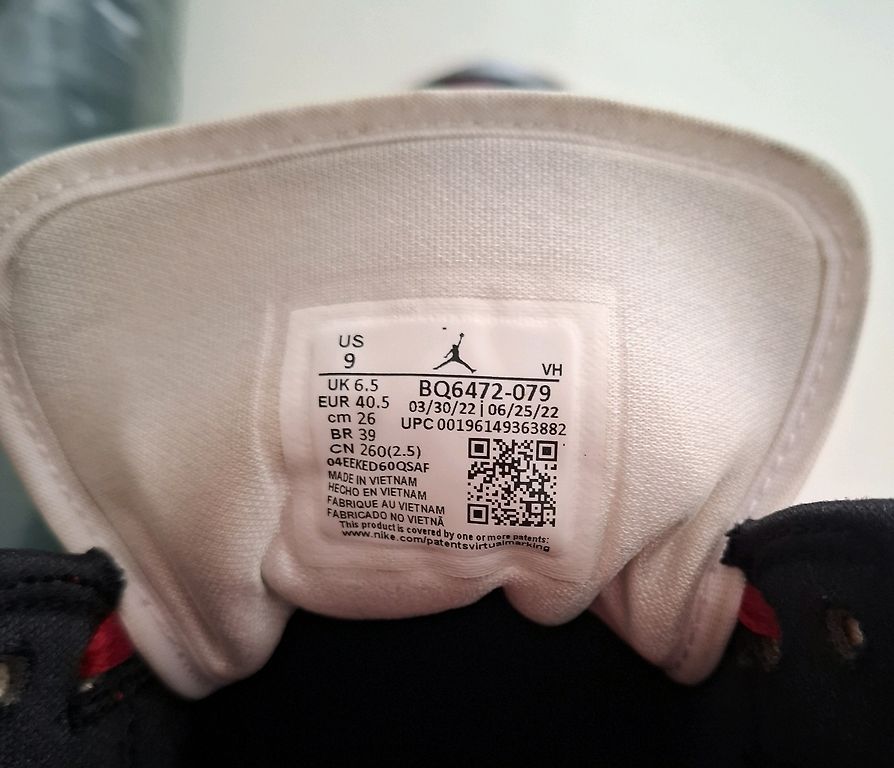 US
9
VH
UK 6.5
EUR 40.5
cm 26
BR 39
CN 260(2.5)
BQ6472-079
03/30/22 | 06/25/22
UPC 00196149363882
04EEKED60QSAF
MADE IN VIETNAM
HECHO EN VIETNAM
FABRIQUE AU VIETNAM
FABRICADO NO VIETNÃ
This product is covered by one or more patents:
www.nike.com/patentsvirtualmarking